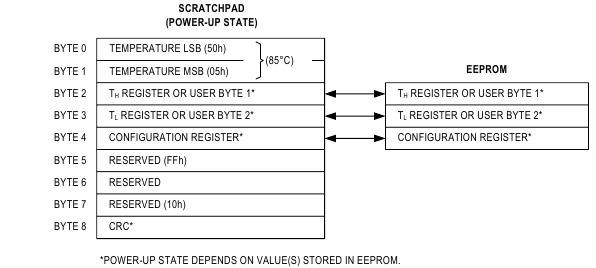 SCRATCHPAD
(POWER-UP STATE)
BYTE 0 TEMPERATURE LSB (50h)
(85°C)
BYTE 1 TEMPERATURE MSB (05h)
EEPROM
BYTE 2 TH REGISTER OR USER BYTE 1* TH REGISTER OR USER BYTE 1*
BYTE 3 TL REGISTER OR USER BYTE 2* TL REGISTER OR USER BYTE 2*
BYTE 4 CONFIGURATION REGISTER* CONFIGURATION REGISTER*
BYTE 5 RESERVED (FFh)
BYTE 6 RESERVED
BYTE 7 RESERVED (10h)
BYTE 8 CRC*
*POWER-UP STATE DEPENDS ON VALUE(S) STORED IN EEPROM.